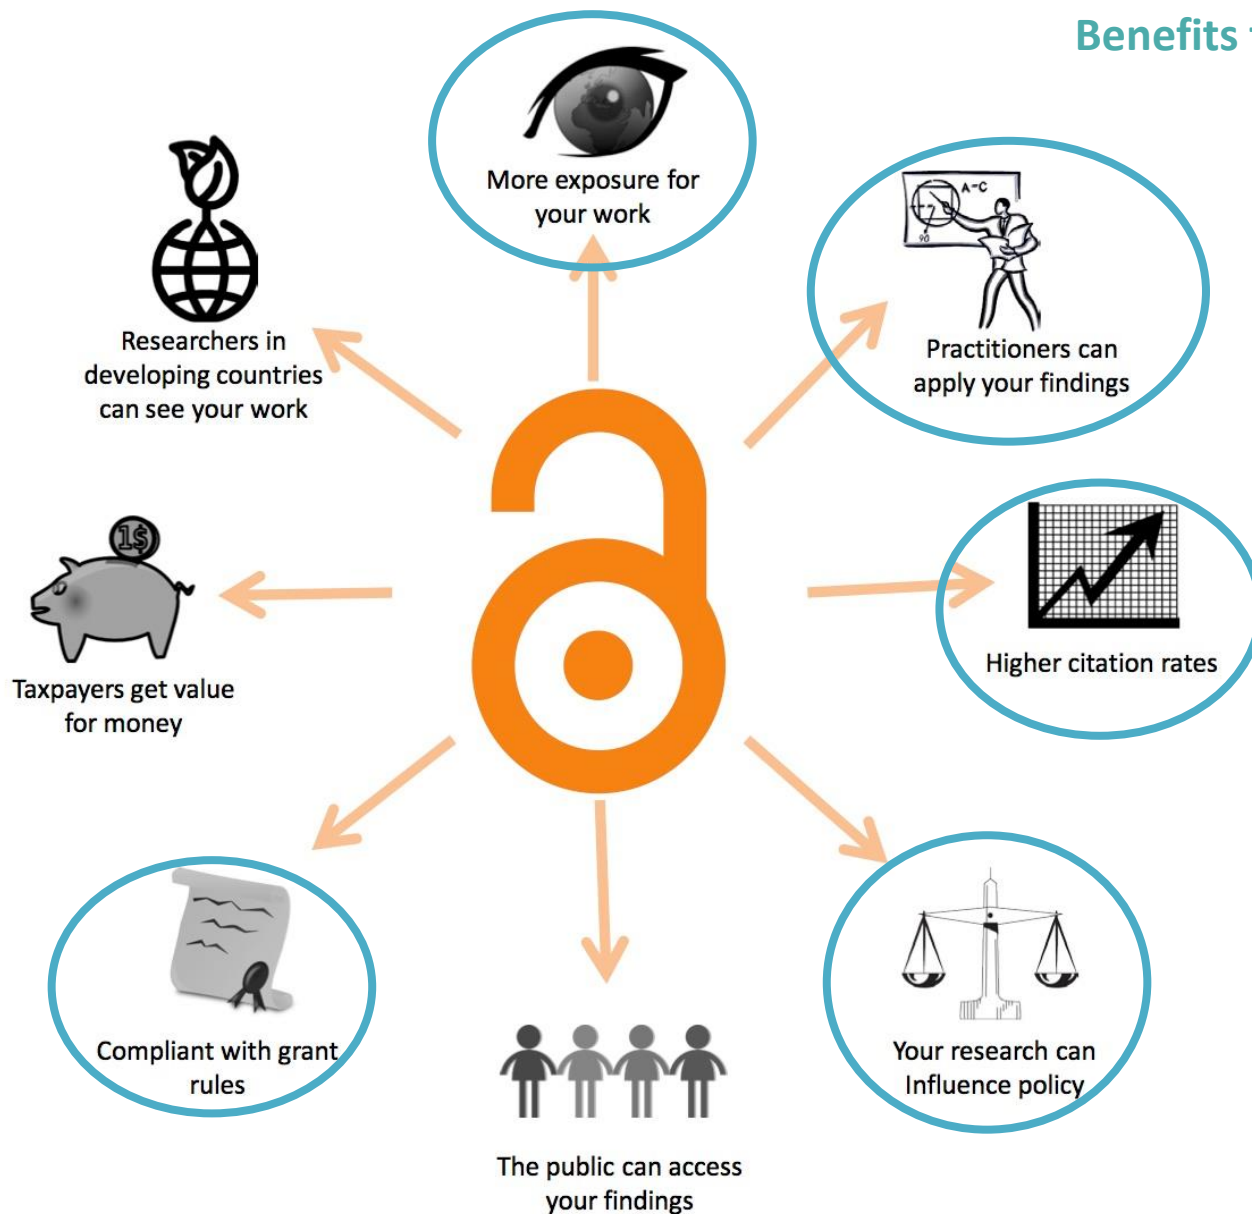 Benefits
More exposure for
your work
A-C
90
Practitioners can
apply your findings
Researchers in
developing countries
can see your work
1$
Taxpayers get value
for money
Higher citation rates
Compliant with grant
rules
Your research can
Influence policy
The public can access
your findings